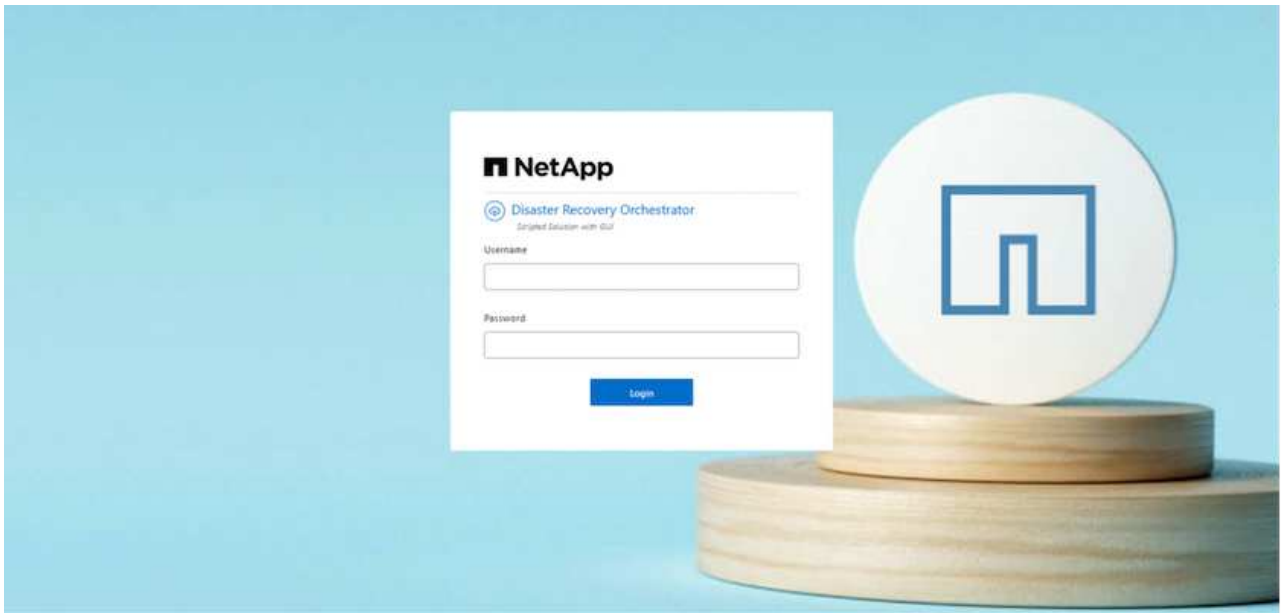 NetApp
Disaster Recovery Orchestrator
Scripted Solution with GUI
Username
Password
Login